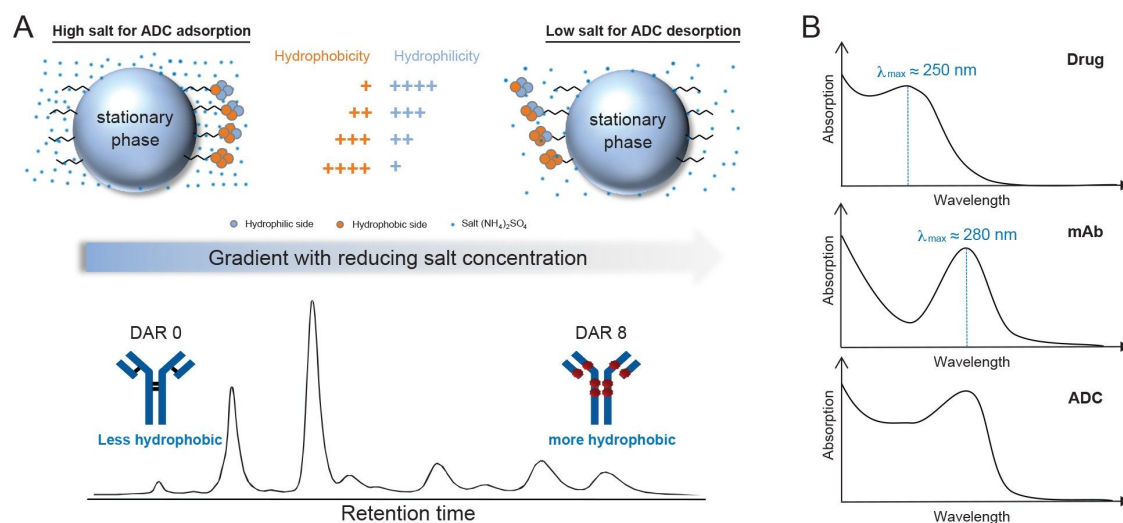 A
High salt for ADC adsorption
Low salt for ADC desorption
Hydrophobicity
Hydrophilicity
+
++++
++
+++
+++
++
++++
+
stationary
phase
stationary
phase
Hydrophilic side
Hydrophobic side
Salt (NH₄)₂SO₄
Gradient with reducing salt concentration
DAR 0
Less hydrophobic
DAR 8
more hydrophobic
Retention time
B
Drug
λmax ≈ 250 nm
Absorption
Wavelength
mAb
λmax ≈ 280 nm
Absorption
Wavelength
ADC
Absorption
Wavelength